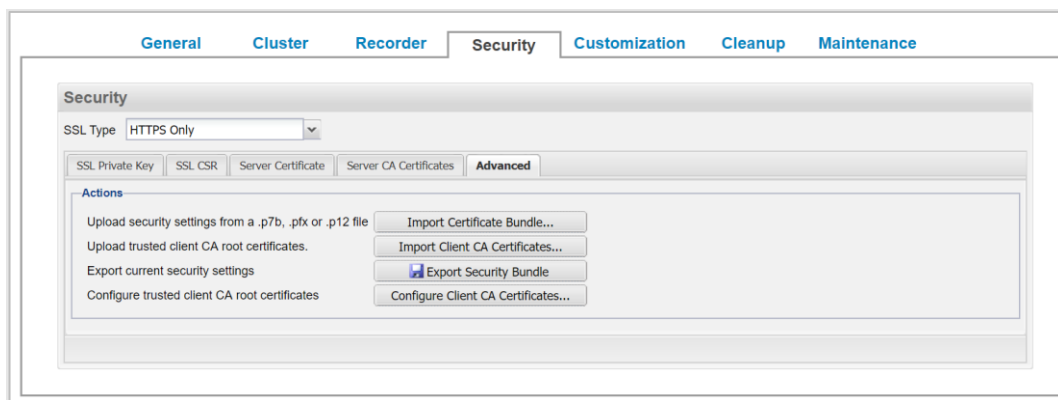 General Cluster Recorder Security Customization Cleanup Maintenance
Security
SSL Type HTTPS Only
SSL Private Key SSL CSR Server Certificate Server CA Certificates Advanced
Actions
Upload security settings from a .p7b, .pfx or .p12 file Import Certificate Bundle...
Upload trusted client CA root certificates. Import Client CA Certificates...
Export current security settings Export Security Bundle
Configure trusted client CA root certificates Configure Client CA Certificates...